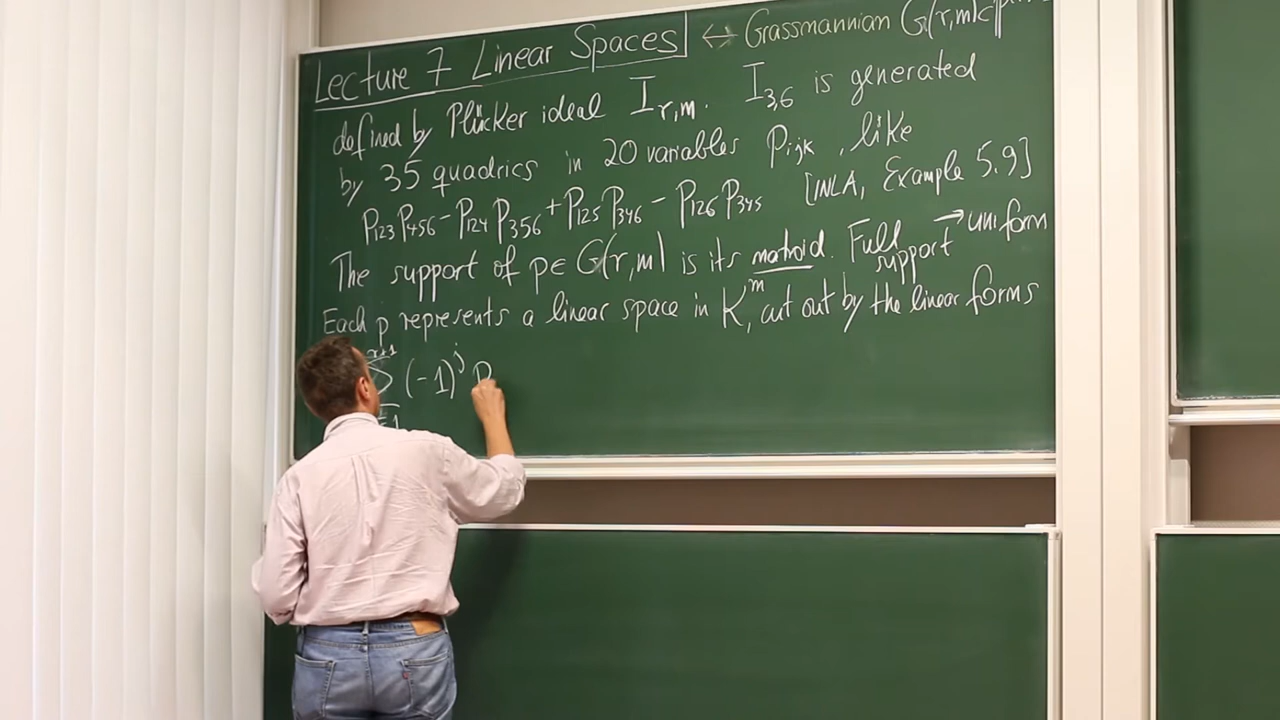 Lecture 7 Linear Spaces ↔ Grassmannian G(r,m) ⊂ P
defined by Plücker ideal I_{r,m}. I_{3,6} is generated
by 35 quadrics in 20 variables P_{ijk}, like
P_{123}P_{456} - P_{124}P_{356} + P_{125}P_{346} - P_{126}P_{345} [INLA, Example 5.9]
The support of p ∈ G(r,m) is its matroid. Full support → uniform
Each p represents a linear space in K^m, cut out by the linear forms
Σ (-1)^j P